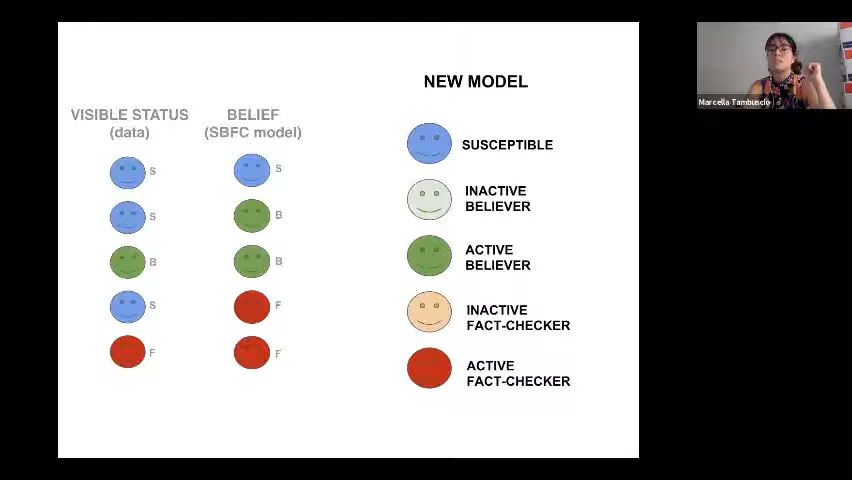 NEW MODEL
VISIBLE STATUS
(data)
BELIEF
(SBFC model)
S
S
S
B
B
B
S
F
F
F
SUSCEPTIBLE
INACTIVE
BELIEVER
ACTIVE
BELIEVER
INACTIVE
FACT-CHECKER
ACTIVE
FACT-CHECKER
Marcella Tambuscio